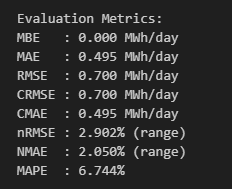 Evaluation Metrics:
MBE   : 0.000 MWh/day
MAE   : 0.495 MWh/day
RMSE  : 0.700 MWh/day
CRMSE : 0.700 MWh/day
CMAE  : 0.495 MWh/day
nRMSE : 2.902% (range)
NMAE  : 2.050% (range)
MAPE  : 6.744%